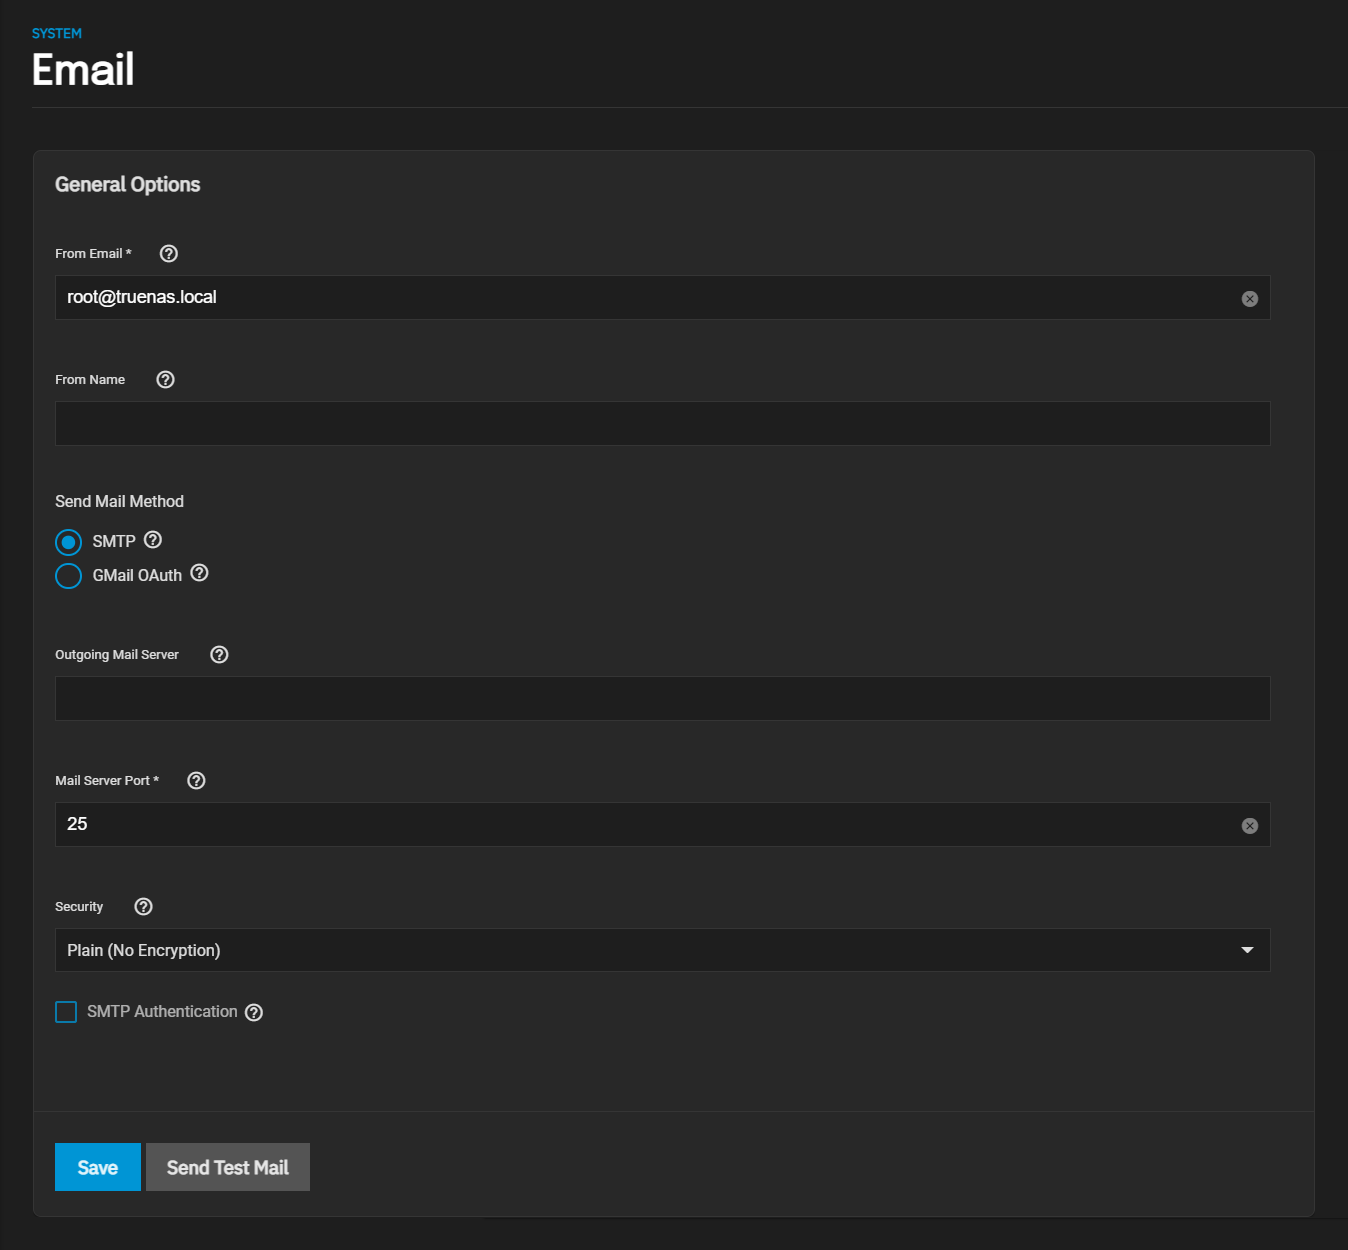 SYSTEM
Email
General Options
From Email *
root@truenas.local
From Name
Send Mail Method
SMTP
GMail OAuth
Outgoing Mail Server
Mail Server Port *
25
Security
Plain (No Encryption)
SMTP Authentication
Save Send Test Mail